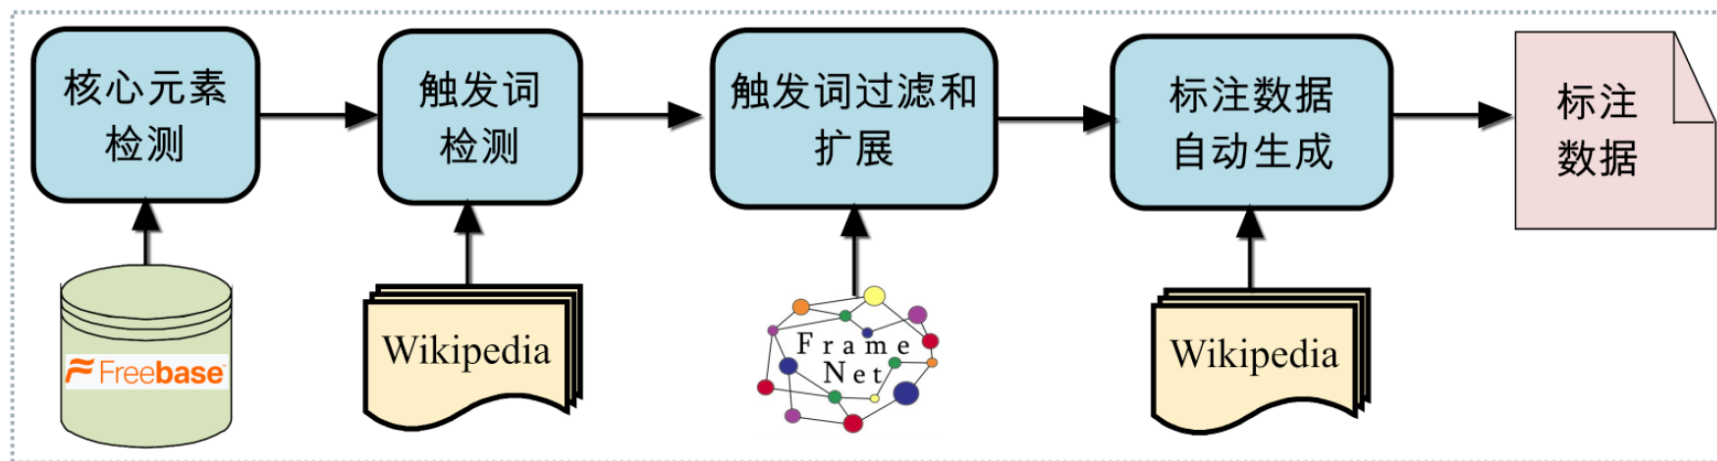 核心元素
检测
触发词
检测
触发词过滤和
扩展
标注数据
自动生成
标注
数据
Freebase
Wikipedia
Frame
Net
Wikipedia